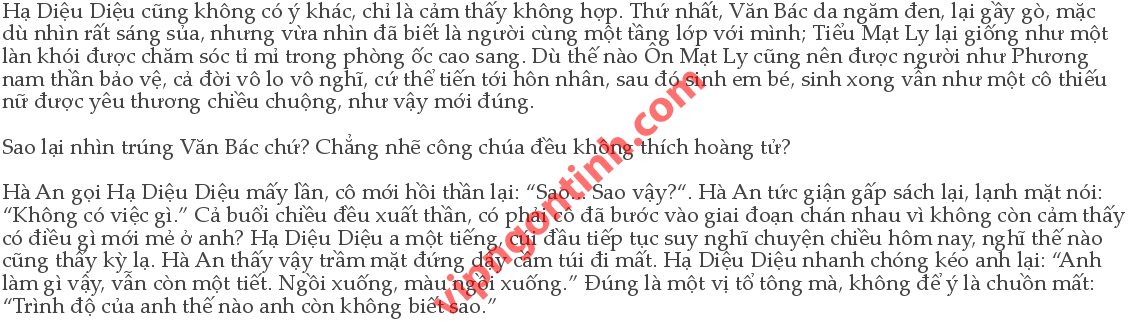 Hạ Diệu Diệu cũng không có ý khác, chỉ là cảm thấy không hợp. Thứ nhất, Văn Bác da ngăm đen, lại gầy gò, mặc
dù nhìn rất sáng sủa, nhưng vừa nhìn đã biết là người cùng một tầng lớp với mình; Tiểu Mạt Ly lại giống như một
làn khói được chăm sóc tỉ mỉ trong phòng ốc cao sang. Dù thế nào Ôn Mạt Ly cũng nên được người như Phương
nam thần bảo vệ, cả đời vô lo vô nghĩ, cứ thế tiến tới hôn nhân, sau đó sinh em bé, sinh xong vẫn như một cô thiếu
nữ được yêu thương chiều chuộng, như vậy mới đúng.
Sao lại nhìn trúng Văn Bác chứ? Chẳng nhẽ công chúa đều không thích hoàng tử?
Hà An gọi Hạ Diệu Diệu mấy lần, cô mới hồi thần lại: “Sao... Sao vậy?“. Hà An tức giận gấp sách lại, lạnh mặt nói:
“Không có việc gì.” Cả buổi chiều đều xuất thần, có phải cô đã bước vào giai đoạn chán nhau vì không còn cảm thấy
có điều gì mới mẻ ở anh? Hạ Diệu Diệu a một tiếng, cúi đầu tiếp tục suy nghĩ chuyện chiều hôm nay, nghĩ thế nào
cũng thấy kỳ lạ. Hà An thấy vậy trầm mặt đứng dậy cầm túi đi mất. Hạ Diệu Diệu nhanh chóng kéo anh lại: “Anh
làm gì vậy, vẫn còn một tiết. Ngồi xuống, màu ngồi xuống.” Đúng là một vị tổ tông mà, không để ý là chuồn mất:
“Trình độ của anh thế nào anh còn không biết sao.”
vipngontinh.com